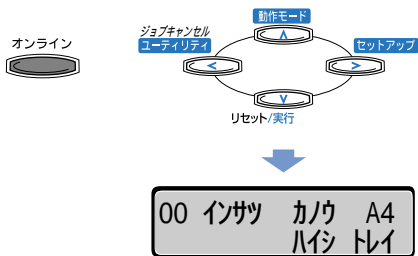 動作モード
ジョブキャンセル
オンライン ユーティリティ セットアップ
リセット/実行
00 インサツ カノウ A4
ハイシ トレイ